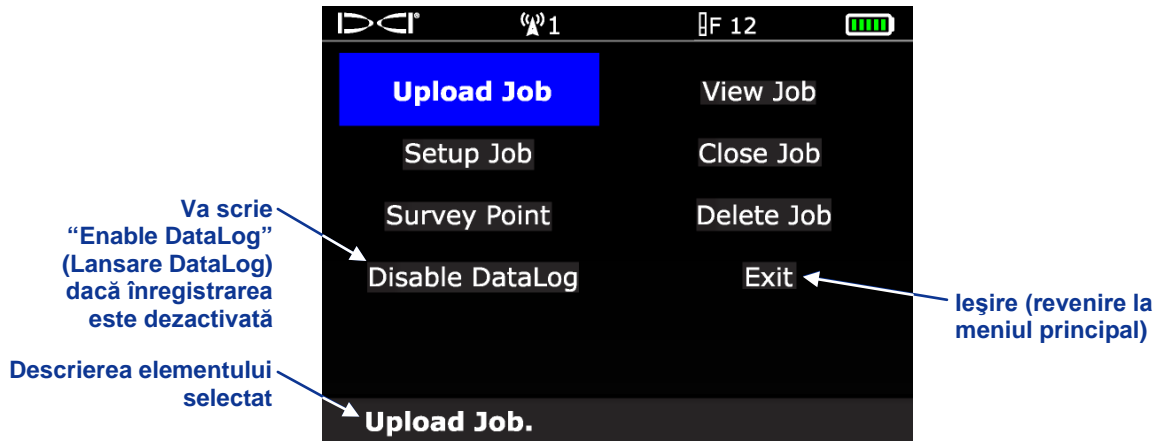 DCI 1 F 12
Upload Job View Job
Setup Job Close Job
Survey Point Delete Job
Disable DataLog Exit
Upload Job.
Va scrie
“Enable DataLog”
(Lansare DataLog)
dacă înregistrarea
este dezactivată
Descrierea elementului
selectat
Ieşire (revenire la
meniul principal)